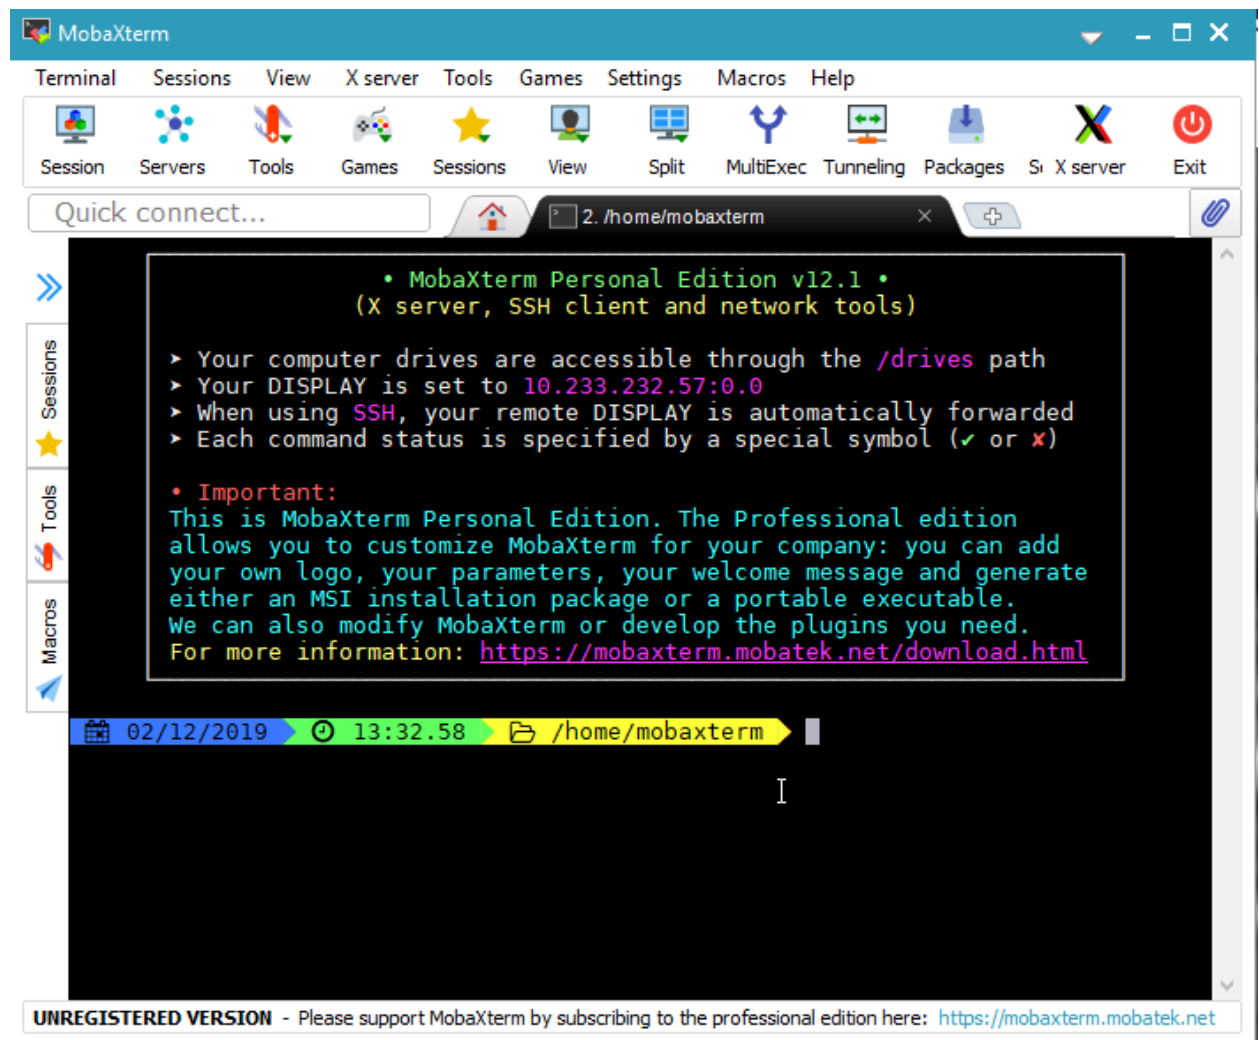 MobaXterm
Terminal Sessions View X server Tools Games Settings Macros Help
Session Servers Tools Games Sessions View Split MultiExec Tunneling Packages X server Exit
Quick connect...
2. /home/mobaxterm
• MobaXterm Personal Edition v12.1 •
(X server, SSH client and network tools)
➤ Your computer drives are accessible through the /drives path
➤ Your DISPLAY is set to 10.233.232.57:0.0
➤ When using SSH, your remote DISPLAY is automatically forwarded
➤ Each command status is specified by a special symbol (✔ or ✘)
• Important:
This is MobaXterm Personal Edition. The Professional edition
allows you to customize MobaXterm for your company: you can add
your own logo, your parameters, your welcome message and generate
either an MSI installation package or a portable executable.
We can also modify MobaXterm or develop the plugins you need.
For more information: https://mobaxterm.mobatek.net/download.html
02/12/2019 13:32.58 /home/mobaxterm
Sessions
Tools
Macros
UNREGISTERED VERSION - Please support MobaXterm by subscribing to the professional edition here: https://mobaxterm.mobatek.net